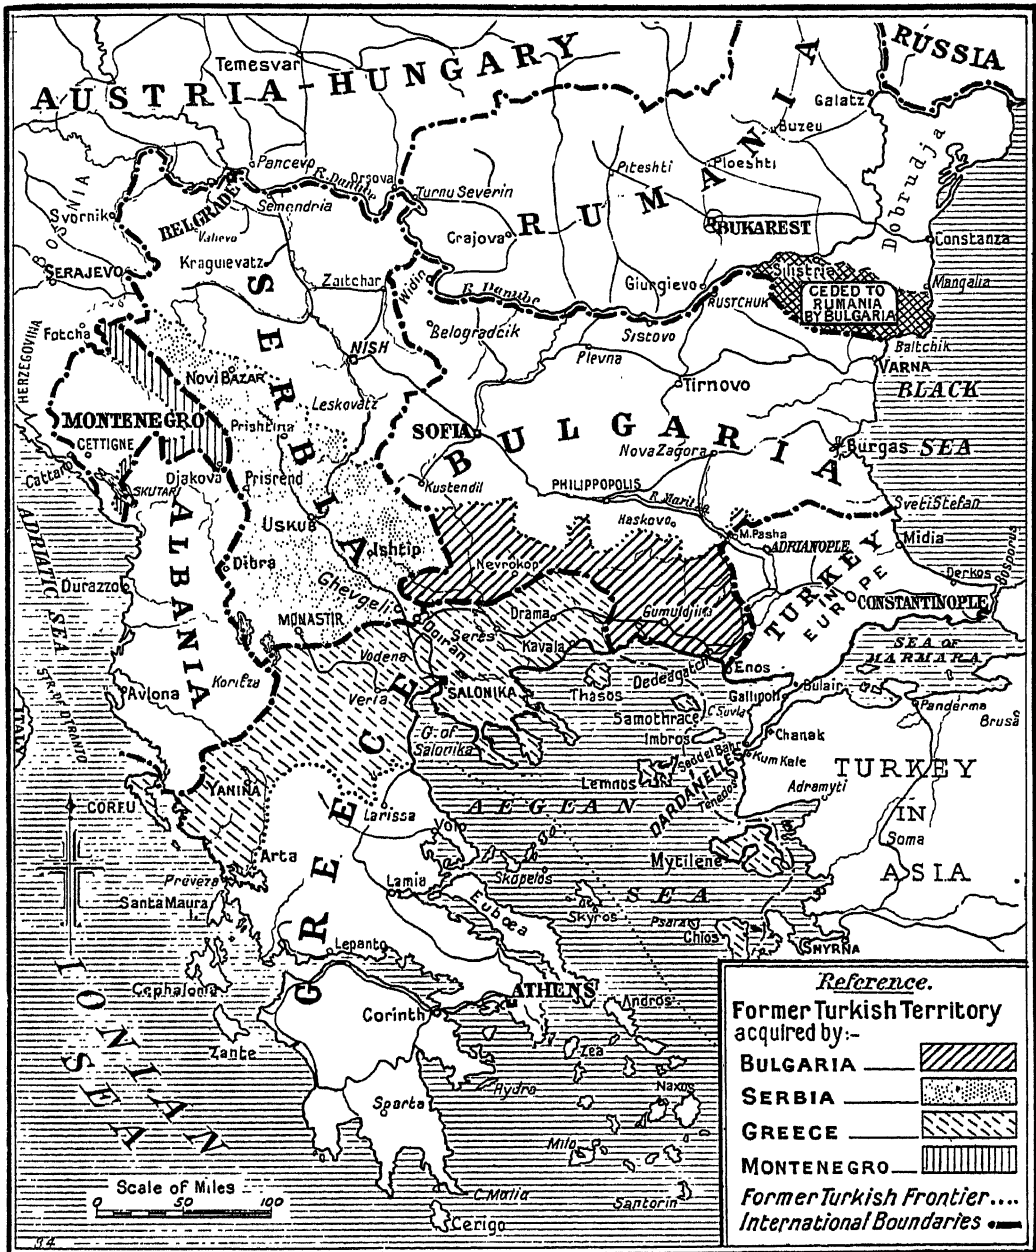 AUSTRIA-HUNGARY
RUSSIA
Temesvar
Galatz
Buzeu
Ploeshti
Piteshti
RUMANIA
Dobrudja
BOSNIA
Pancevo
R. Danube
Orsova
Turnu Severin
Svornik
BELGRADE
Semendria
Valievo
Crajova
BUKAREST
Constanza
SERAJEVO
Kraguievatz
Zaitchar
Widin
R. Danube
Giurgievo
RUSTCHUK
Silistria
Mangalia
CEDED TO
RUMANIA
BY BULGARIA
Fotcha
Belogradčik
Sistovo
Baltchik
HERZEGOVINA
NISH
Plevna
VARNA
NOVI BAZAR
Tirnovo
BLACK
SEA
SERBIA
Leskovatz
MONTENEGRO
Prishtina
SOFIA
BULGARIA
Burgas
CETTIGNE
Nova Zagora
Cattaro
Djakova
Prisrend
Kustendil
PHILIPPOPOLIS
R. Maritza
Sveti Stefan
SKUTARI
USKUB
Haskovo
M. Pasha
ADRIANOPLE
Midia
ADRIATIC SEA
ALBANIA
Ishtip
Dibra
Nevrokop
Derkos
Bosporus
Durazzo
Ghevgeli
TURKEY
IN
EUROPE
CONSTANTINOPLE
MONASTIR
Doiran
Seres
Drama
Gumuldjina
SEA OF
MARMARA
Vodena
Kavala
Enos
Dedeagatch
Koritza
Veria
SALONIKA
Thasos
Gallipoli
Bulair
Avlona
Samothrace
C. Suvla
Panderma
Brusa
ITALY
STR. OF OTRANTO
G. of
Salonika
Imbros
Chanak
Seddel Bahr
Kum Kale
Lemnos
DARDANELLES
Tenedos
TURKEY
IN
ASIA
CORFU
YANINA
Larissa
AEGEAN
SEA
Adramyti
GREECE
Volo
Soma
Arta
Mytilene
Preveza
Lamia
Skopelos
Santa Maura
I.
Euboea
Skyros
Psara
Chios
SMYRNA
Lepanto
Cephalonia
ATHENS
Andros
Corinth
Zante
Zea
IONIAN
SEA
Hydra
Naxos
Sparta
Milo
C. Malia
Santorin
Cerigo
Scale of Miles
0 50 100
Reference.
Former Turkish Territory
acquired by:-
BULGARIA
SERBIA
GREECE
MONTENEGRO
Former Turkish Frontier....
International Boundaries
34